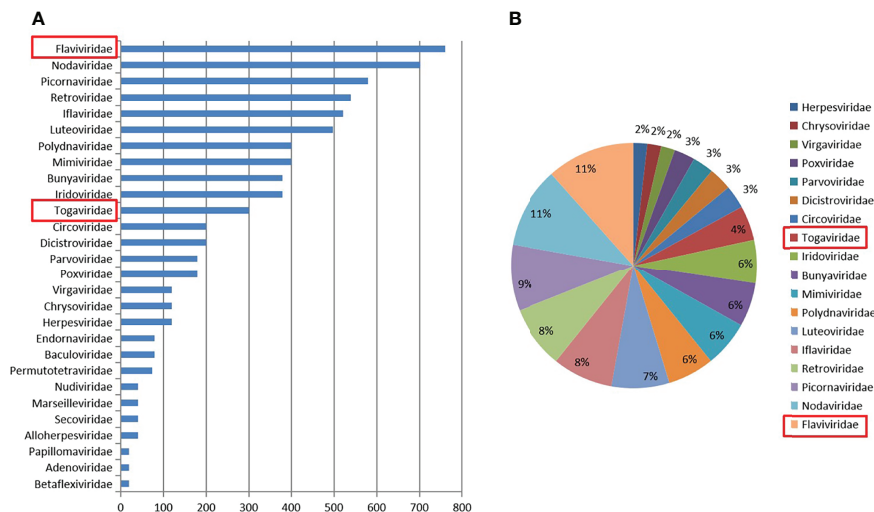 A
Flaviviridae
Nodaviridae
Picornaviridae
Retroviridae
Iflaviridae
Luteoviridae
Polydnaviridae
Mimiviridae
Bunyaviridae
Iridoviridae
Togaviridae
Circoviridae
Dicistroviridae
Parvoviridae
Poxviridae
Virgaviridae
Chrysoviridae
Herpesviridae
Endornaviridae
Baculoviridae
Permutotetraviridae
Nudiviridae
Marseilleviridae
Secoviridae
Alloherpesviridae
Papillomaviridae
Adenoviridae
Betaflexiviridae
0 100 200 300 400 500 600 700 800
B
2% 2% 2% 3% 3% 3% 3% 4% 6% 6% 6% 6% 7% 8% 8% 9% 11% 11%
Herpesviridae
Chrysoviridae
Virgaviridae
Poxviridae
Parvoviridae
Dicistroviridae
Circoviridae
Togaviridae
Iridoviridae
Bunyaviridae
Mimiviridae
Polydnaviridae
Luteoviridae
Iflaviridae
Retroviridae
Picornaviridae
Nodaviridae
Flaviviridae